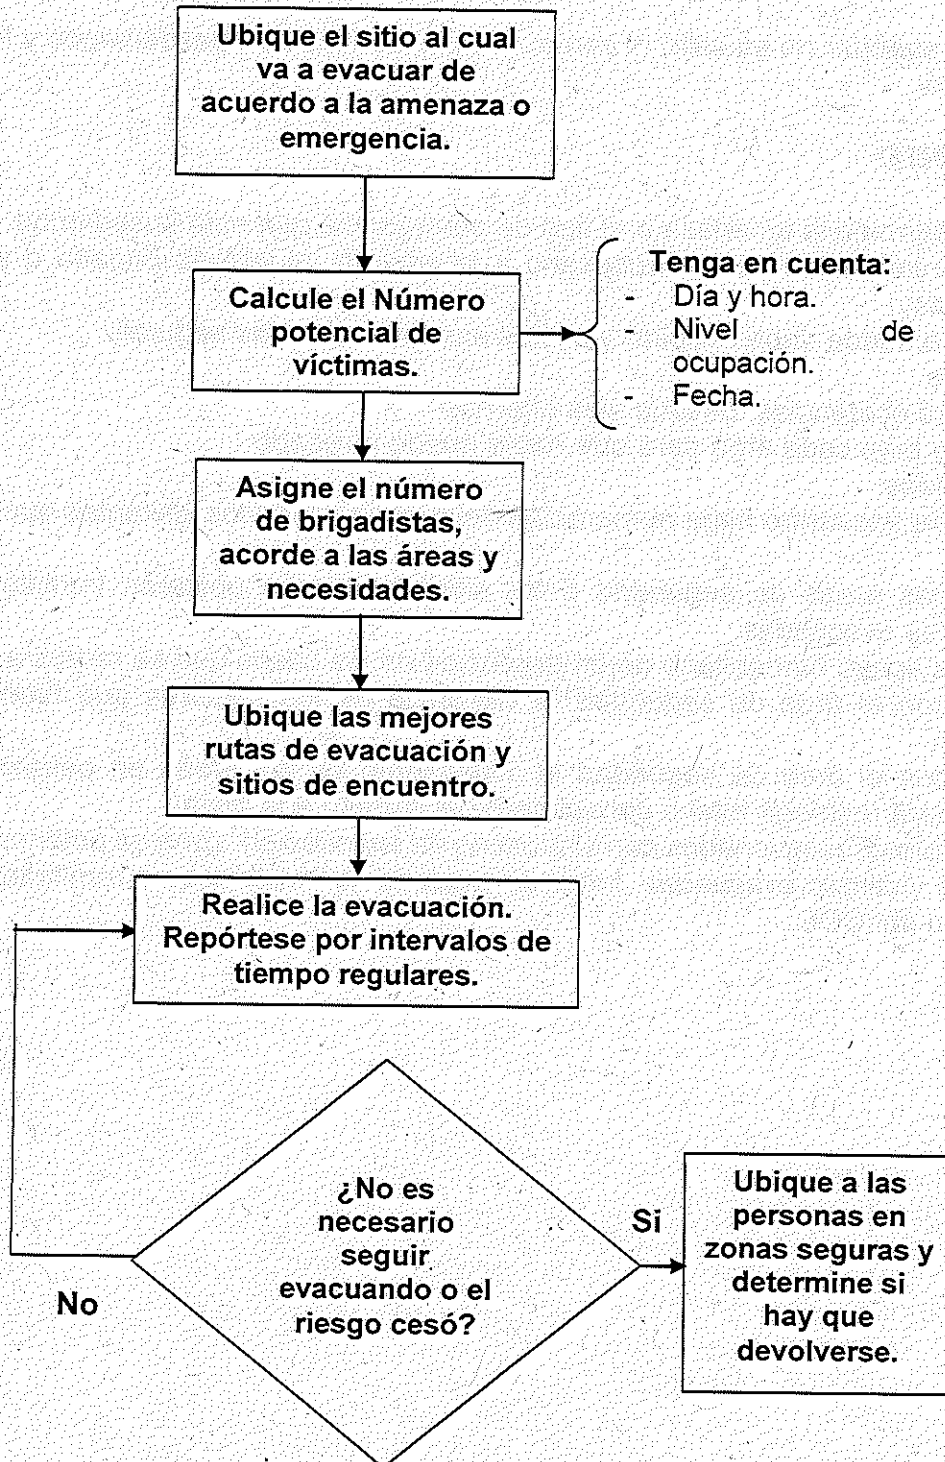 Ubique el sitio al cual
va a evacuar de
acuerdo a la amenaza o
emergencia.
Calcule el Número
potencial de
víctimas.
Tenga en cuenta:
- Día y hora.
- Nivel de
ocupación.
- Fecha.
Asigne el número
de brigadistas,
acorde a las áreas y
necesidades.
Ubique las mejores
rutas de evacuación y
sitios de encuentro.
Realice la evacuación.
Repórtese por intervalos de
tiempo regulares.
¿No es
necesario
seguir
evacuando o el
riesgo cesó?
No
Si
Ubique a las
personas en
zonas seguras y
determine si
hay que
devolverse.